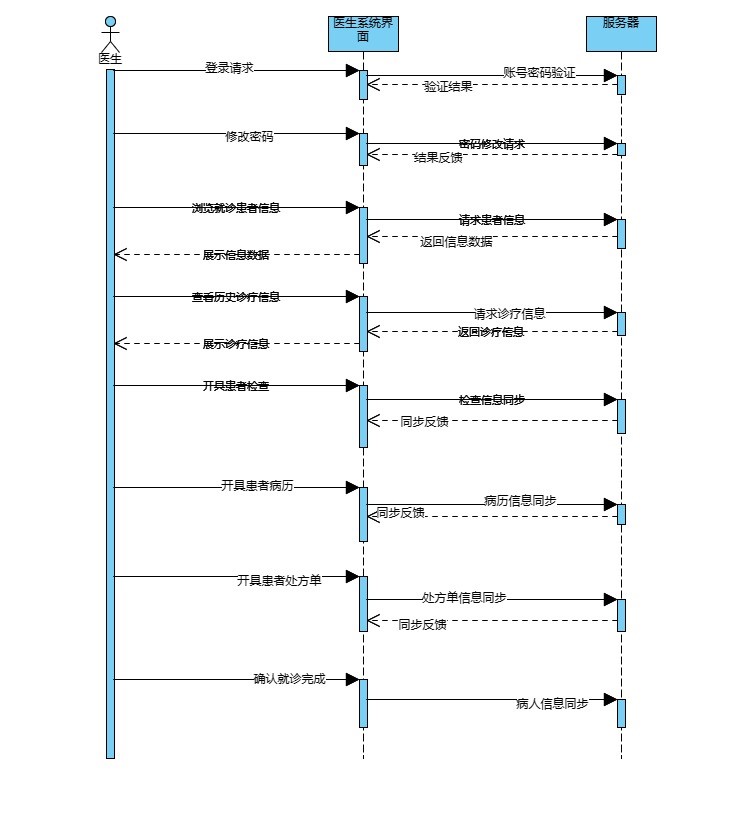 医生系统界
面
服务器
医生
登录请求
账号密码验证
验证结果
修改密码
密码修改请求
结果反馈
浏览就诊患者信息
请求患者信息
返回信息数据
展示信息数据
查看历史诊疗信息
请求诊疗信息
返回诊疗信息
展示诊疗信息
开具患者检查
检查信息同步
同步反馈
开具患者病历
病历信息同步
同步反馈
开具患者处方单
处方单信息同步
同步反馈
确认就诊完成
病人信息同步